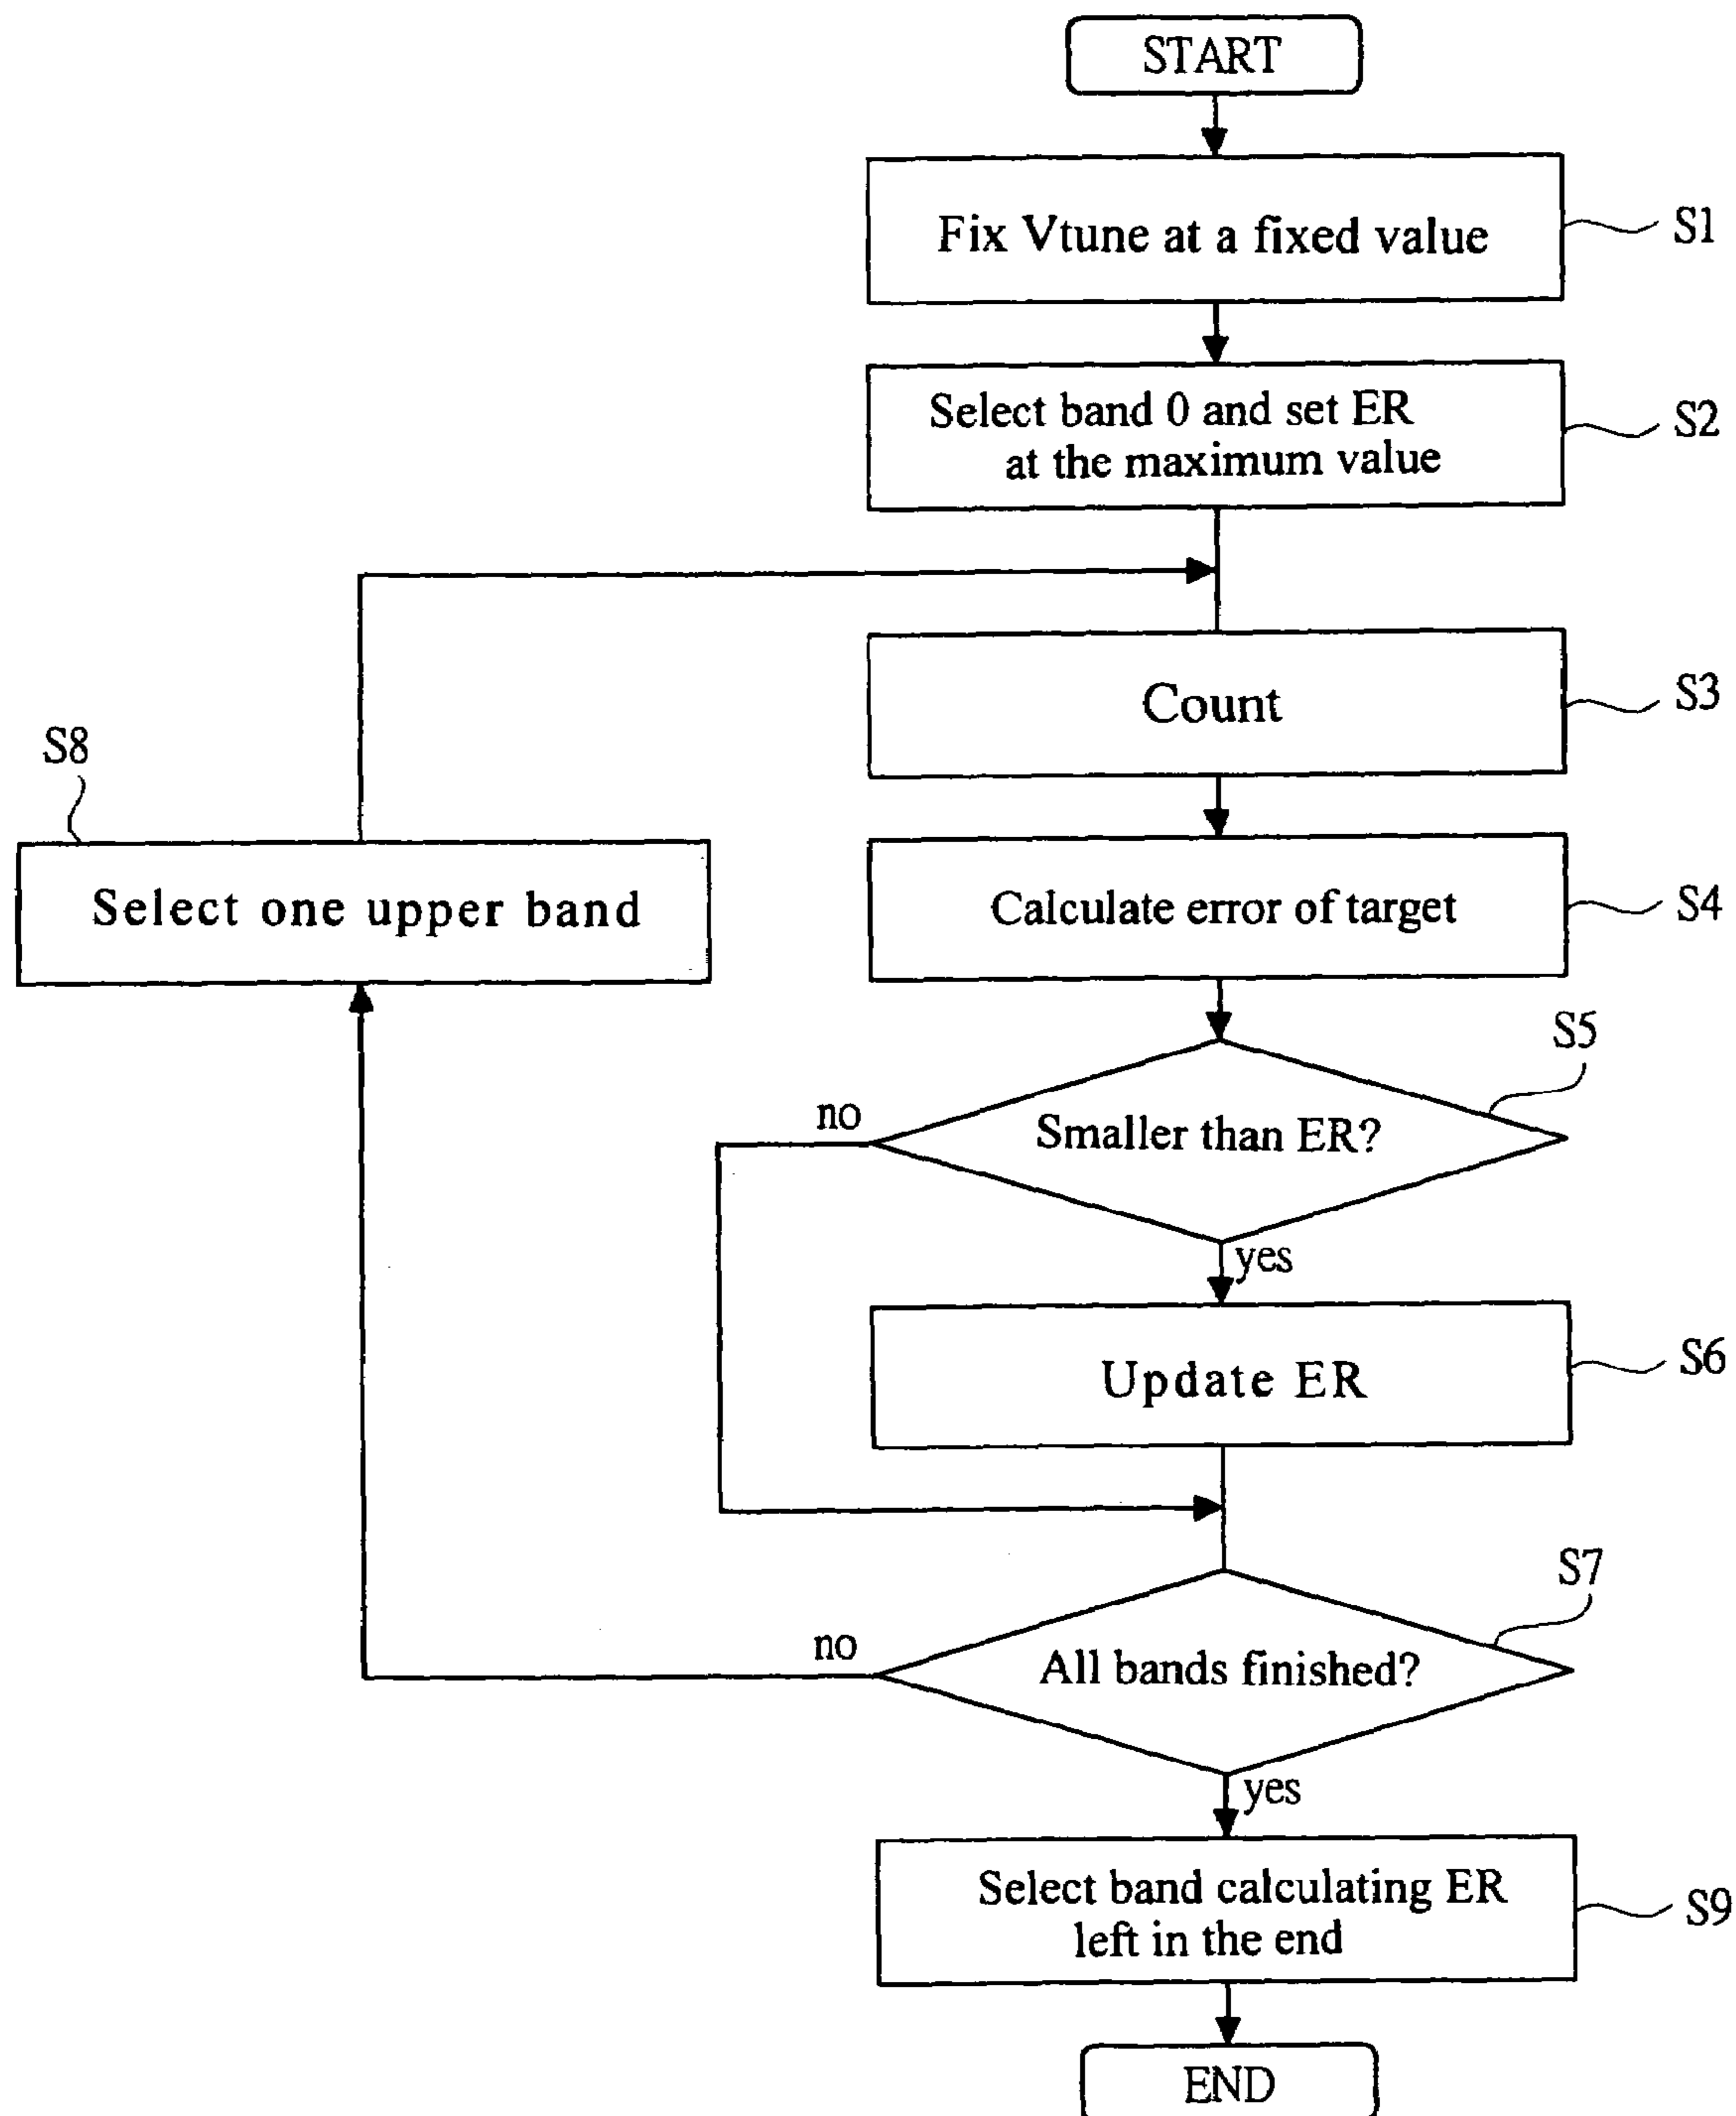 START
Fix Vtune at a fixed value
S1
Select band 0 and set ER
at the maximum value
S2
Count
S3
S8
Select one upper band
Calculate error of target
S4
S5
no
Smaller than ER?
yes
Update ER
S6
S7
no
All bands finished?
yes
Select band calculating ER
left in the end
S9
END